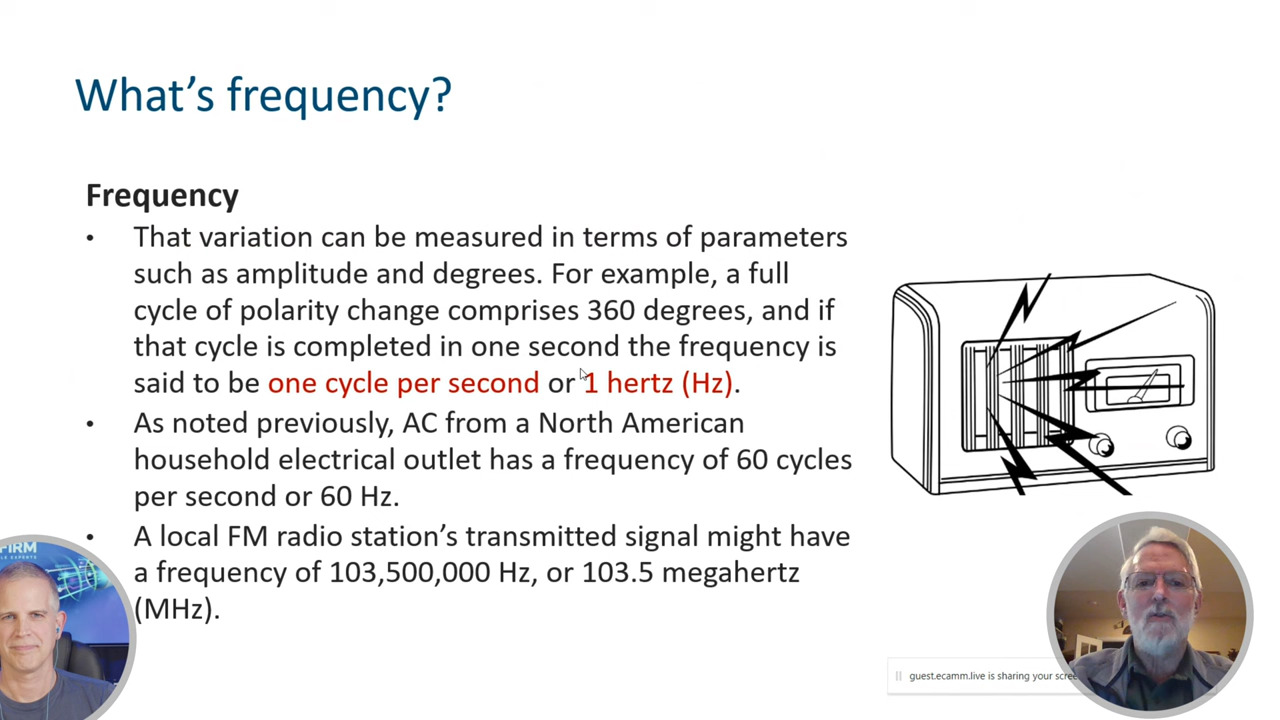 What's frequency?
Frequency
• That variation can be measured in terms of parameters
such as amplitude and degrees. For example, a full
cycle of polarity change comprises 360 degrees, and if
that cycle is completed in one second the frequency is
said to be one cycle per second or 1 hertz (Hz).
• As noted previously, AC from a North American
household electrical outlet has a frequency of 60 cycles
per second or 60 Hz.
• A local FM radio station's transmitted signal might have
a frequency of 103,500,000 Hz, or 103.5 megahertz
(MHz).
FIRM
guest.ecamm.live is sharing your